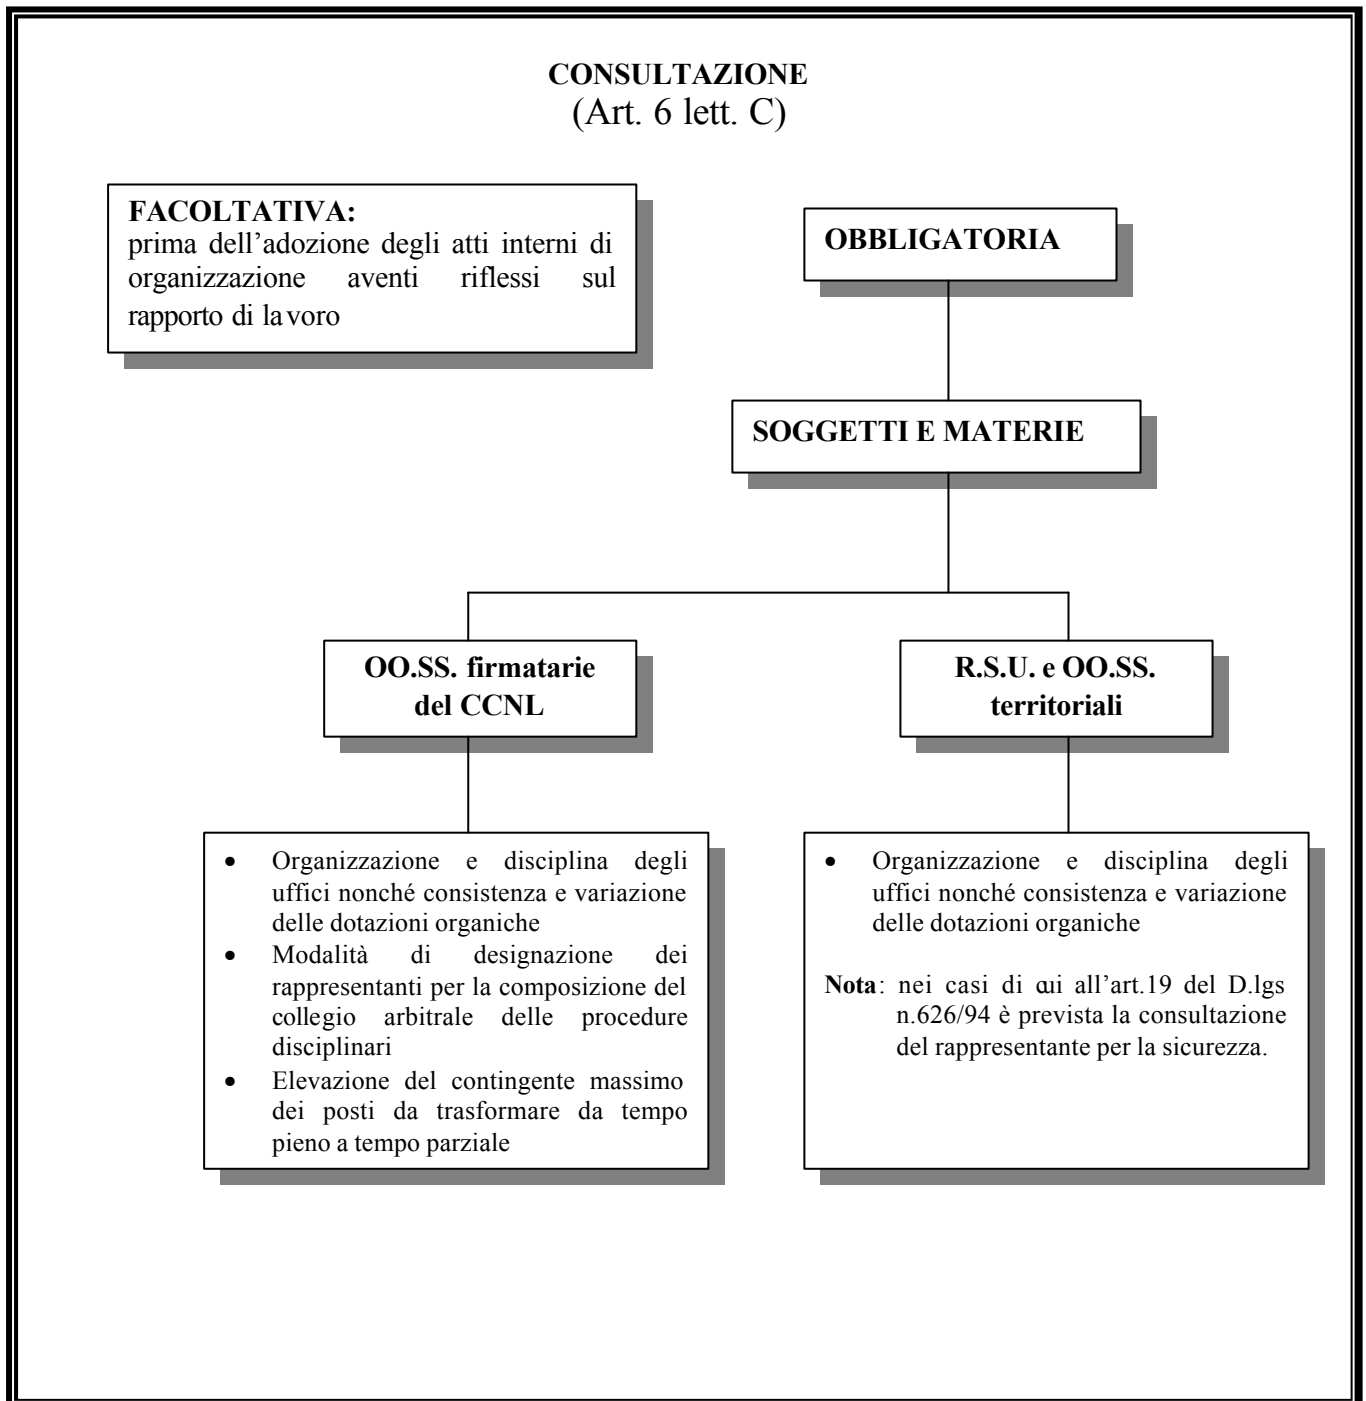 CONSULTAZIONE
(Art. 6 lett. C)
FACOLTATIVA:
prima dell’adozione degli atti interni di
organizzazione aventi riflessi sul
rapporto di lavoro
OBBLIGATORIA
SOGGETTI E MATERIE
OO.SS. firmatarie
del CCNL
R.S.U. e OO.SS.
territoriali
• Organizzazione e disciplina degli
uffici nonché consistenza e variazione
delle dotazioni organiche
• Modalità di designazione dei
rappresentanti per la composizione del
collegio arbitrale delle procedure
disciplinari
• Elevazione del contingente massimo
dei posti da trasformare da tempo
pieno a tempo parziale
• Organizzazione e disciplina degli
uffici nonché consistenza e variazione
delle dotazioni organiche
Nota: nei casi di cui all’art.19 del D.lgs
n.626/94 è prevista la consultazione
del rappresentante per la sicurezza.